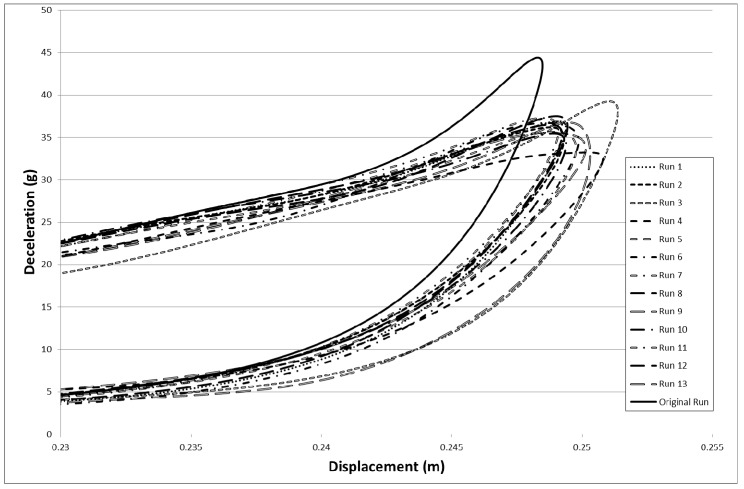 50
45
40
35
30
25
20
15
10
5
0
Deceleration (g)
Run 1
Run 2
Run 3
Run 4
Run 5
Run 6
Run 7
Run 8
Run 9
Run 10
Run 11
Run 12
Run 13
Original Run
0.23
0.235
0.24
0.245
0.25
0.255
Displacement (m)